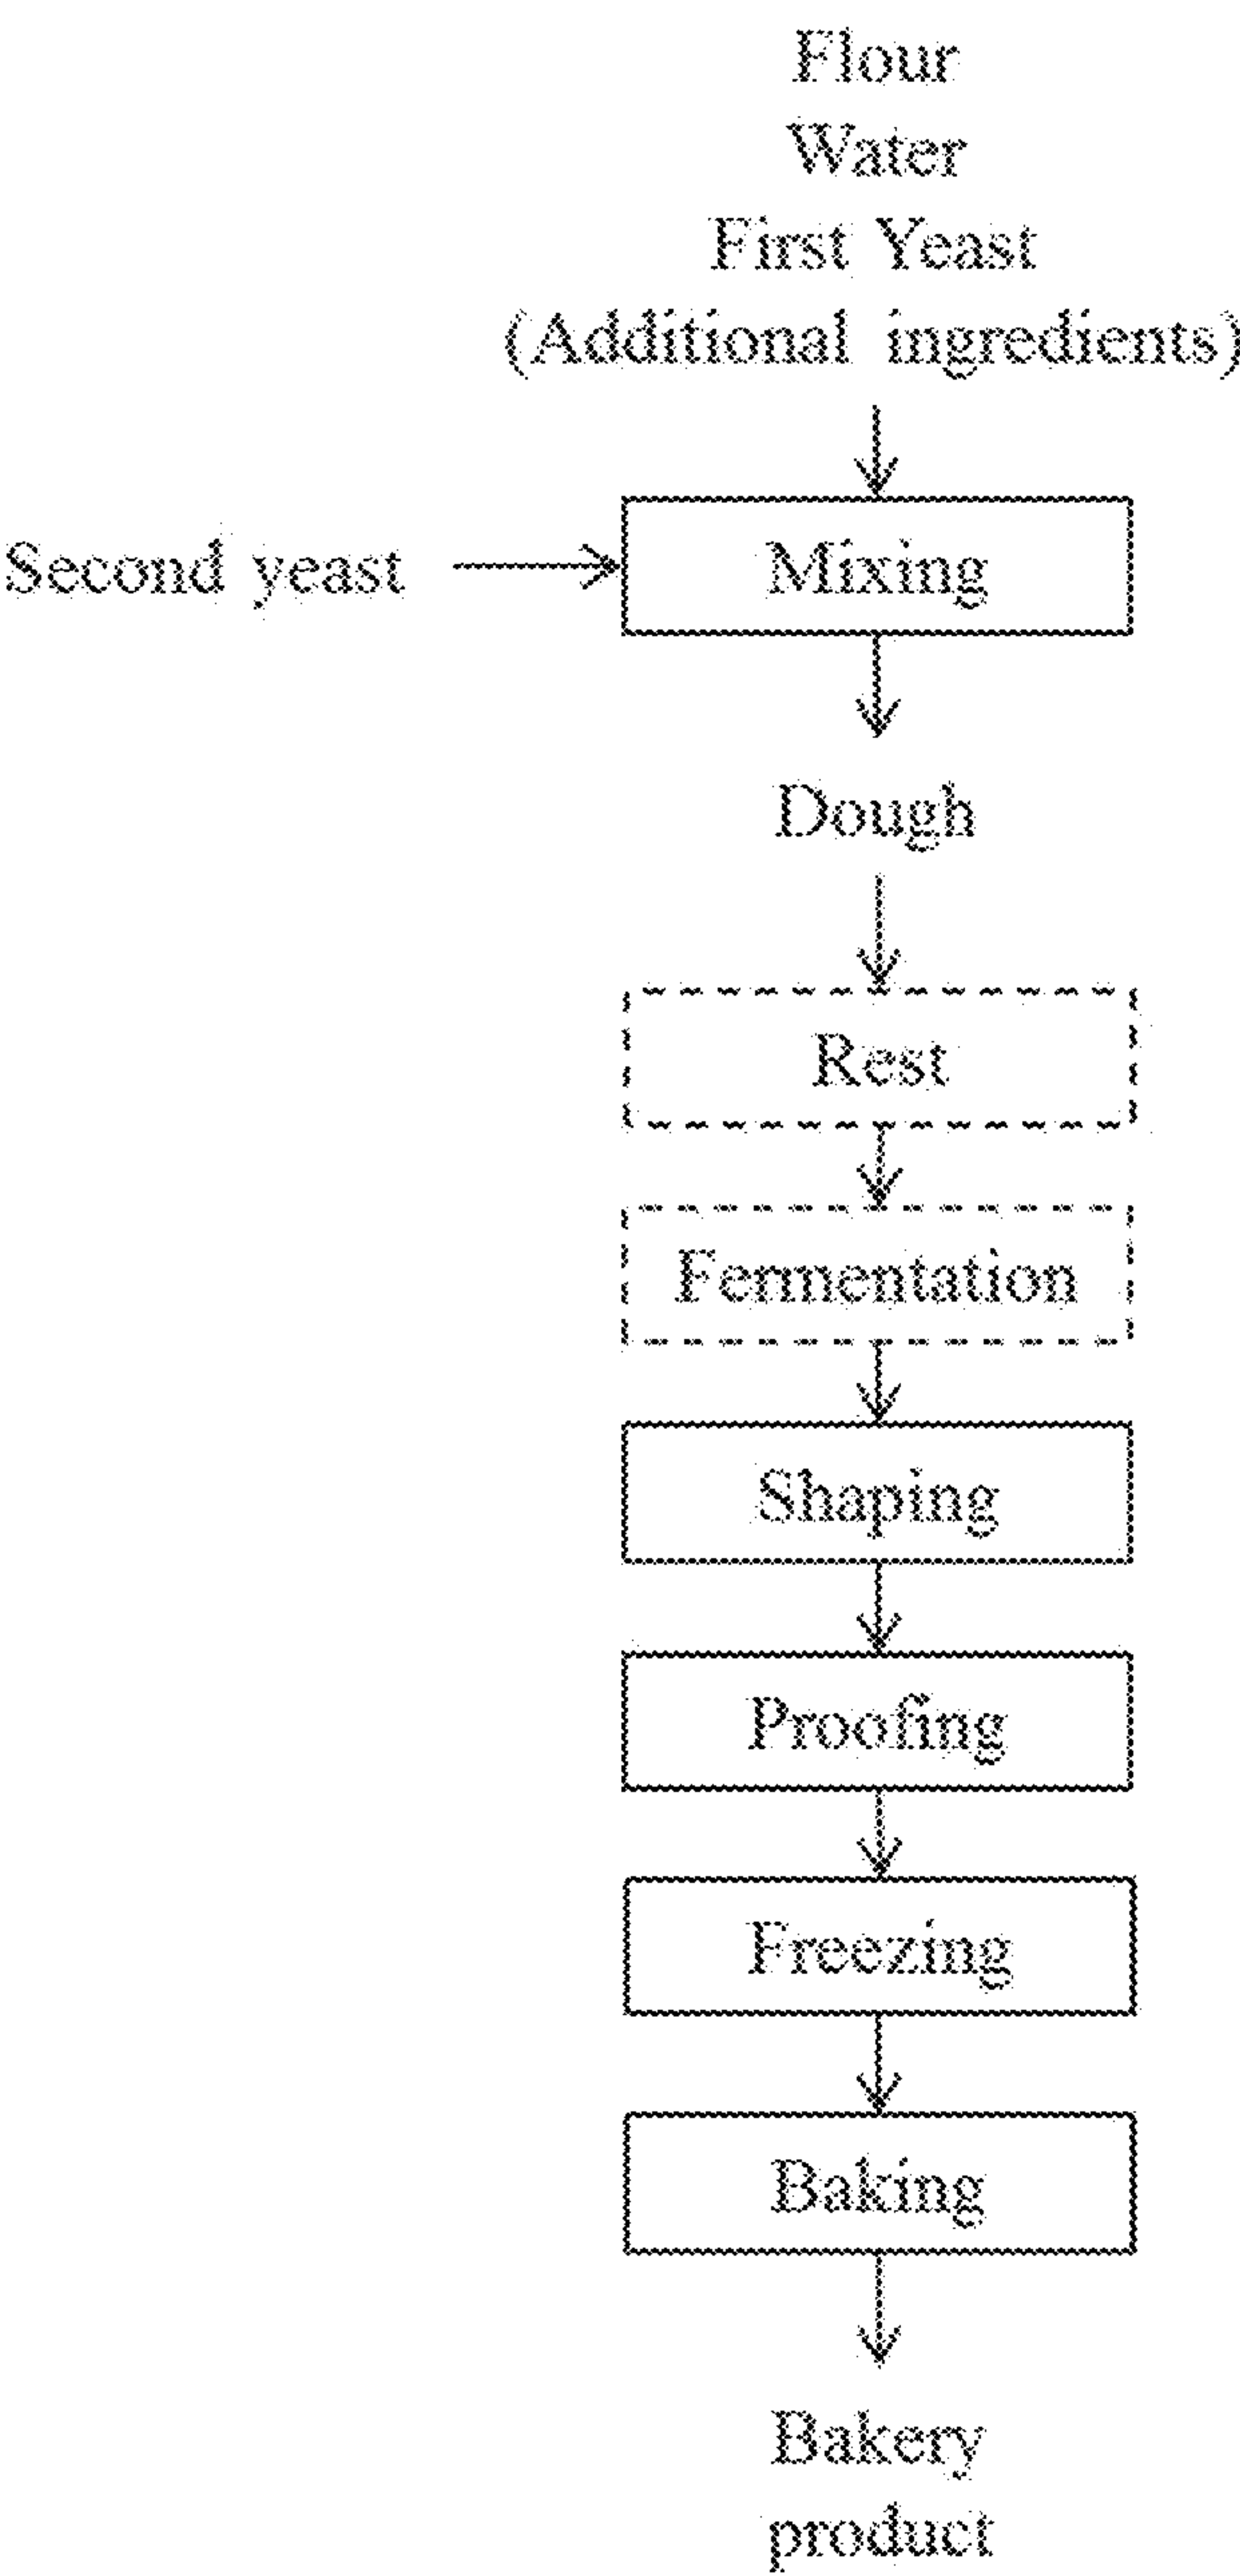 Flour
Water
First Yeast
(Additional ingredients)
Second yeast
Mixing
Dough
Rest
Fermentation
Shaping
Proofing
Freezing
Baking
Bakery
product